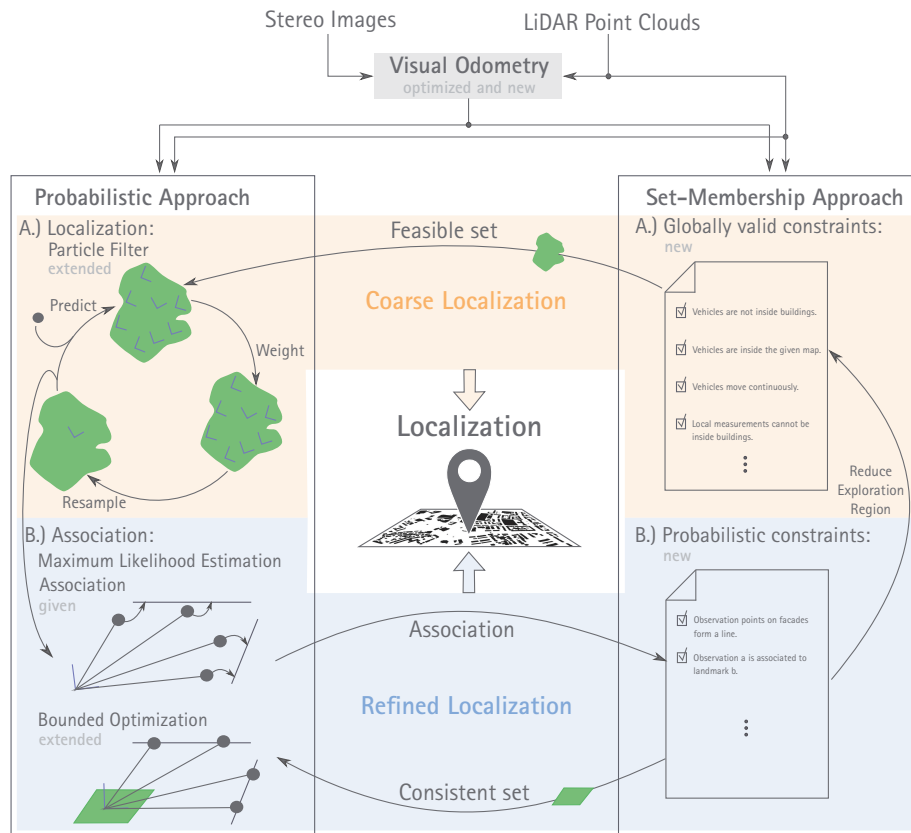 Stereo Images
LiDAR Point Clouds
Visual Odometry
optimized and new
Probabilistic Approach
A.) Localization:
Particle Filter
extended
Predict
Weight
Resample
B.) Association:
Maximum Likelihood Estimation
Association
given
Bounded Optimization
extended
Feasible set
Coarse Localization
Localization
Association
Refined Localization
Consistent set
Set-Membership Approach
A.) Globally valid constraints:
new
Vehicles are not inside buildings.
Vehicles are inside the given map.
Vehicles move continuously.
Local measurements cannot be
inside buildings.
Reduce
Exploration
Region
B.) Probabilistic constraints:
new
Observation points on facades
form a line.
Observation a is associated to
landmark b.